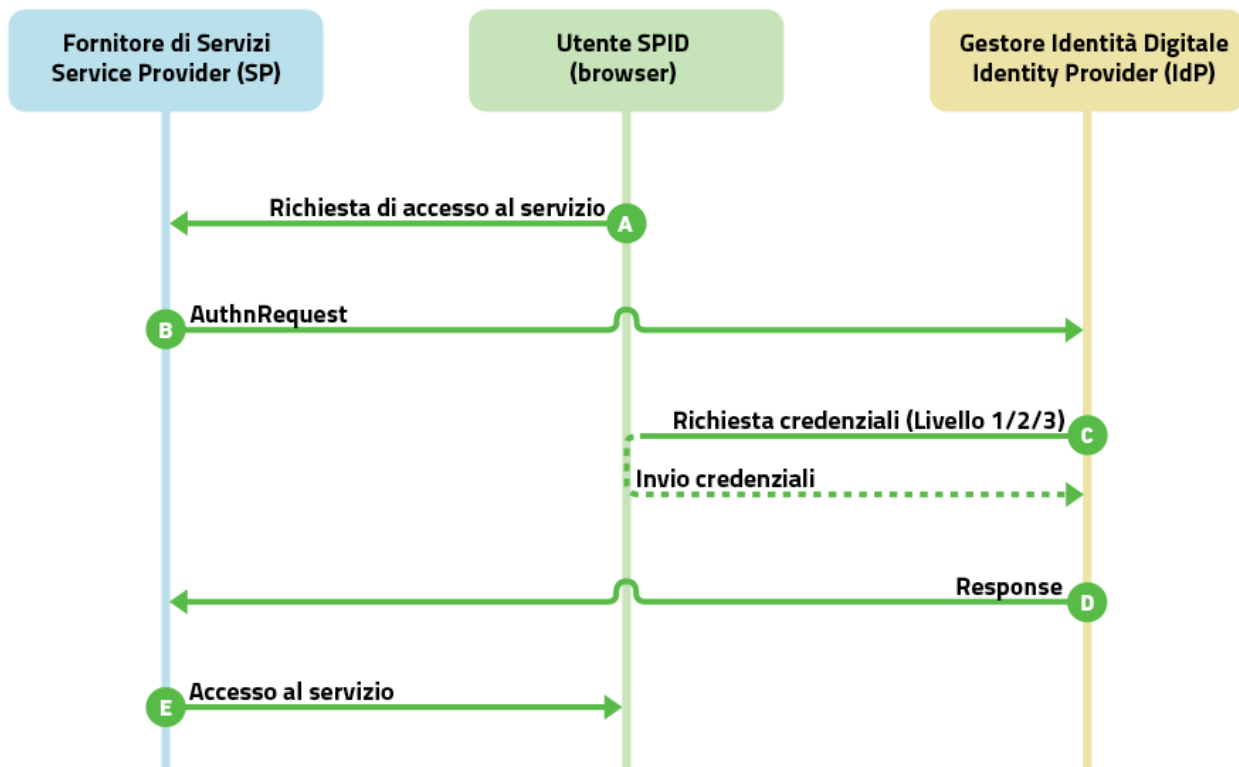 Fornitore di Servizi
Service Provider (SP)
Utente SPID
(browser)
Gestore Identità Digitale
Identity Provider (IdP)
Richiesta di accesso al servizio
A
AuthnRequest
B
Richiesta credenziali (Livello 1/2/3)
C
Invio credenziali
Response
D
Accesso al servizio
E